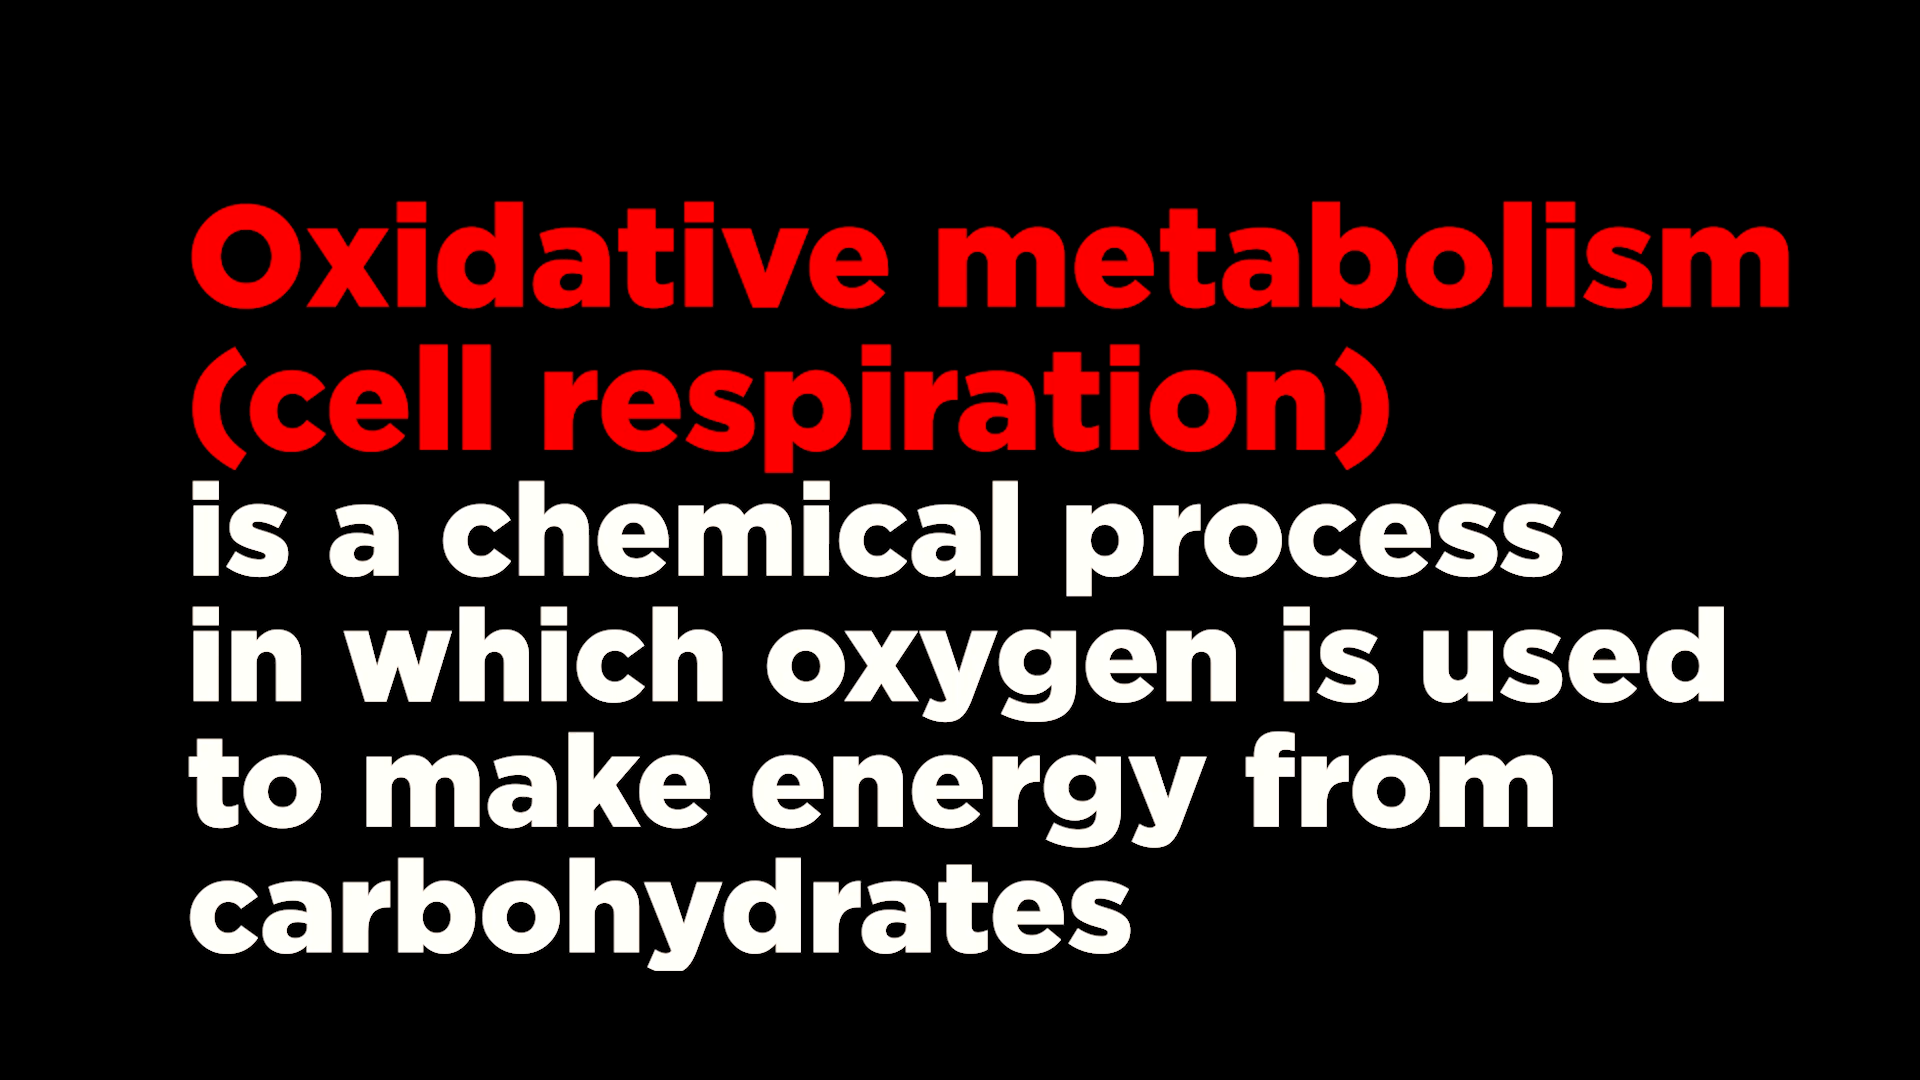 Oxidative metabolism
(cell respiration)
is a chemical process
in which oxygen is used
to make energy from
carbohydrates